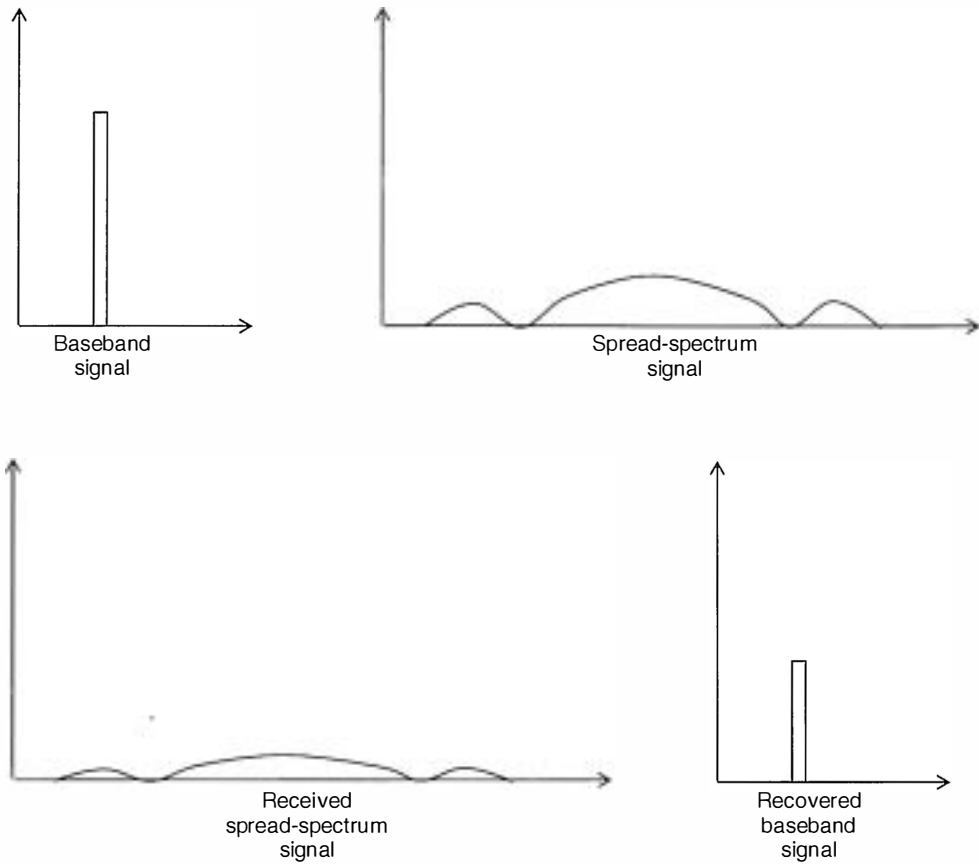 Baseband
signal
Spread-spectrum
signal
Received
spread-spectrum
signal
Recovered
baseband
signal